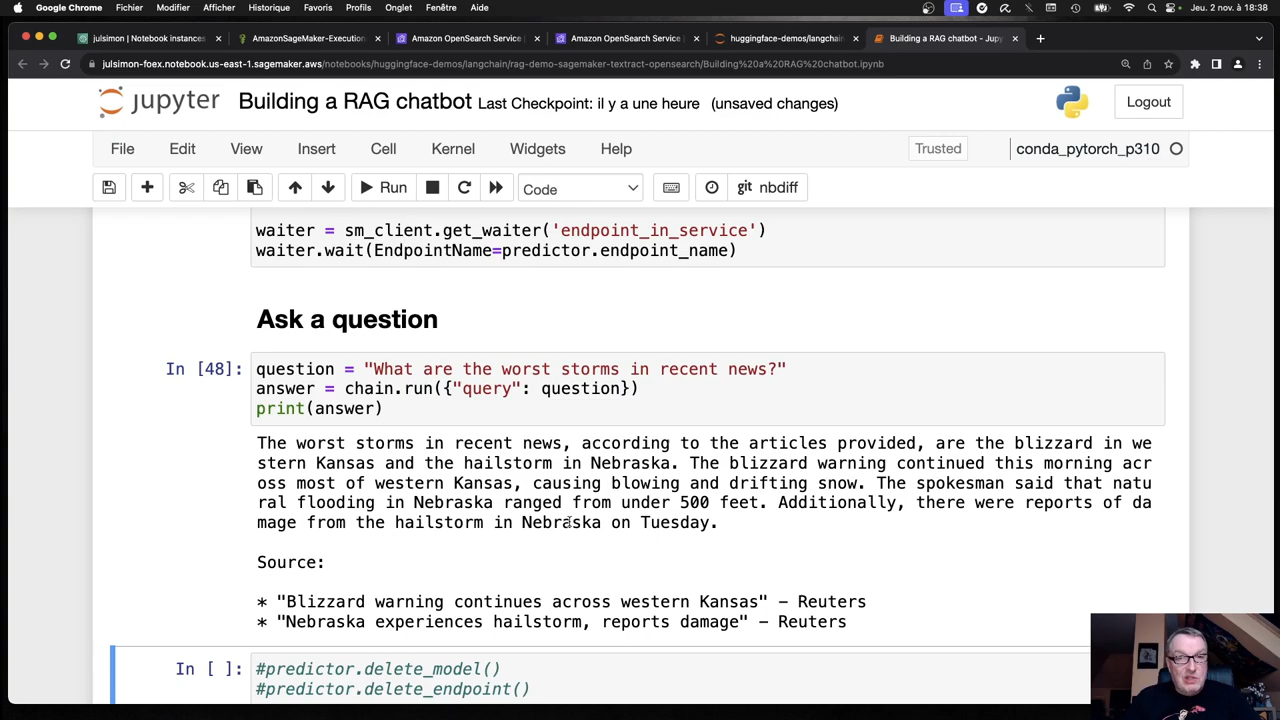 Google Chrome Fichier Modifier Afficher Historique Favoris Profils Onglet Fenêtre Aide Jeu. 2 nov. à 18:38
julsimon | Notebook instances AmazonSageMaker-Execution Amazon OpenSearch Service Amazon OpenSearch Service huggingface-demos/langchain Building a RAG chatbot - Jup
julsimon-foex.notebook.us-east-1.sagemaker.aws/notebooks/huggingface-demos/langchain/rag-demo-sagemaker-textract-opensearch/Building%20a%20RAG%20chatbot.ipynb
jupyter Building a RAG chatbot Last Checkpoint: il y a une heure (unsaved changes) Logout
File Edit View Insert Cell Kernel Widgets Help Trusted conda_pytorch_p310
Run Code git nbdiff
waiter = sm_client.get_waiter('endpoint_in_service')
waiter.wait(EndpointName=predictor.endpoint_name)
Ask a question
In [48]: question = "What are the worst storms in recent news?"
answer = chain.run({"query": question})
print(answer)
The worst storms in recent news, according to the articles provided, are the blizzard in we
stern Kansas and the hailstorm in Nebraska. The blizzard warning continued this morning acr
oss most of western Kansas, causing blowing and drifting snow. The spokesman said that natu
ral flooding in Nebraska ranged from under 500 feet. Additionally, there were reports of da
mage from the hailstorm in Nebraska on Tuesday.
Source:
* "Blizzard warning continues across western Kansas" - Reuters
* "Nebraska experiences hailstorm, reports damage" - Reuters
In [ ]: #predictor.delete_model()
#predictor.delete_endpoint()